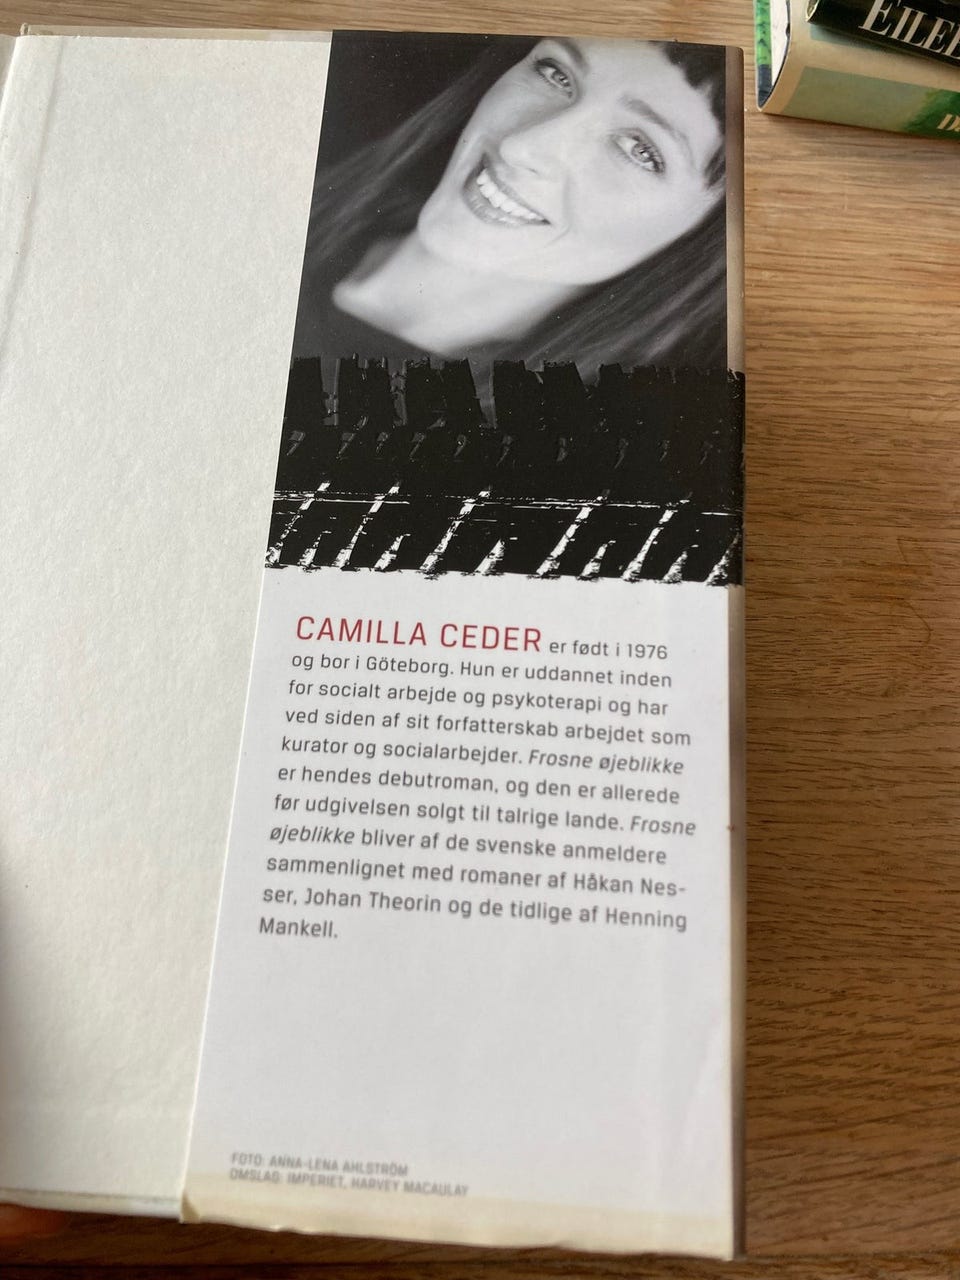 EILEE
CAMILLA CEDER er født i 1976
og bor i Göteborg. Hun er uddannet inden
for socialt arbejde og psykoterapi og har
ved siden af sit forfatterskab arbejdet som
kurator og socialarbejder. Frosne øjeblikke
er hendes debutroman, og den er allerede
før udgivelsen solgt til talrige lande. Frosne
øjeblikke bliver af de svenske anmeldere
sammenlignet med romaner af Håkan Nes-
ser, Johan Theorin og de tidlige af Henning
Mankell.
FOTO: ANNA-LENA AHLSTRÖM
OMSLAG: IMPERIET, HARVEY MACAULAY